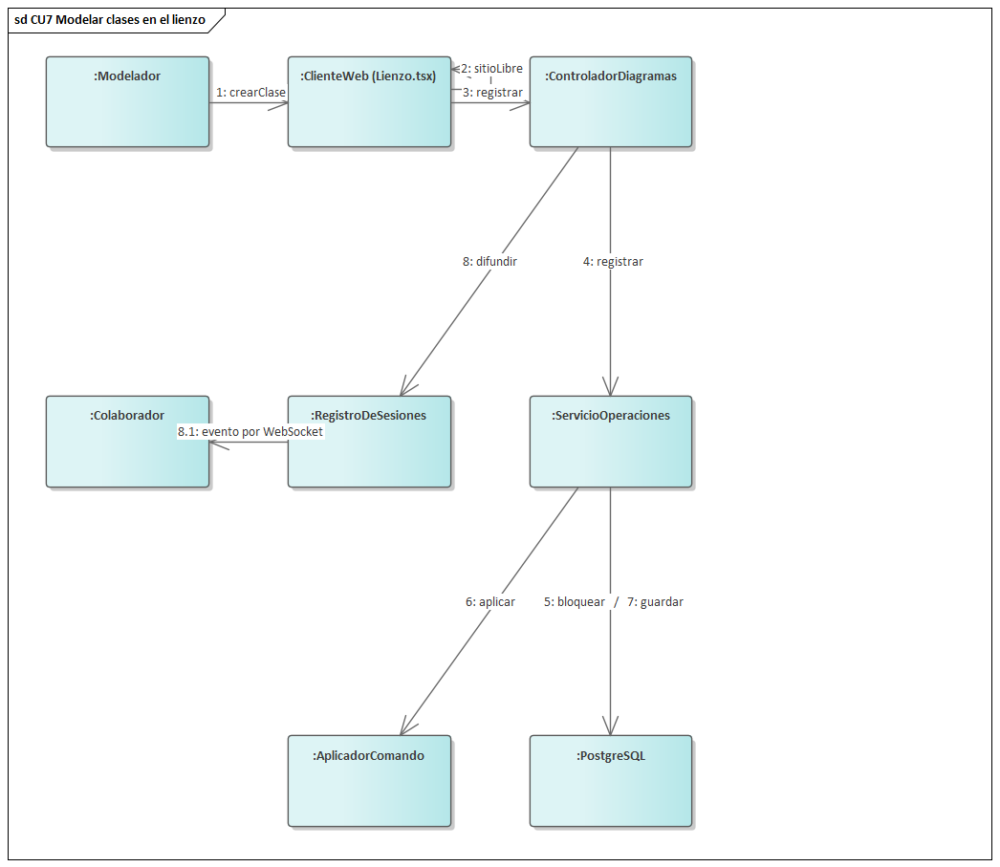 sd CU7 Modelar clases en el lienzo
:Modelador
:ClienteWeb (Lienzo.tsx)
2: sitioLibre
:ControladorDiagramas
1: crearClase
3: registrar
8: difundir
4: registrar
:Colaborador
:RegistroDeSesiones
:ServicioOperaciones
8.1: evento por WebSocket
6: aplicar
5: bloquear / 7: guardar
:AplicadorComando
:PostgreSQL